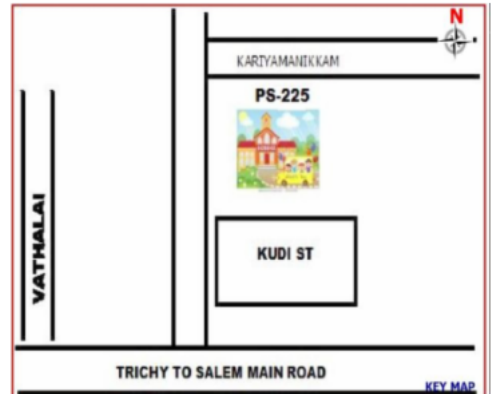 N
KARIYAMANIKKAM
PS-225
VATHALAI
KUDI ST
TRICHY TO SALEM MAIN ROAD
KEY MAP